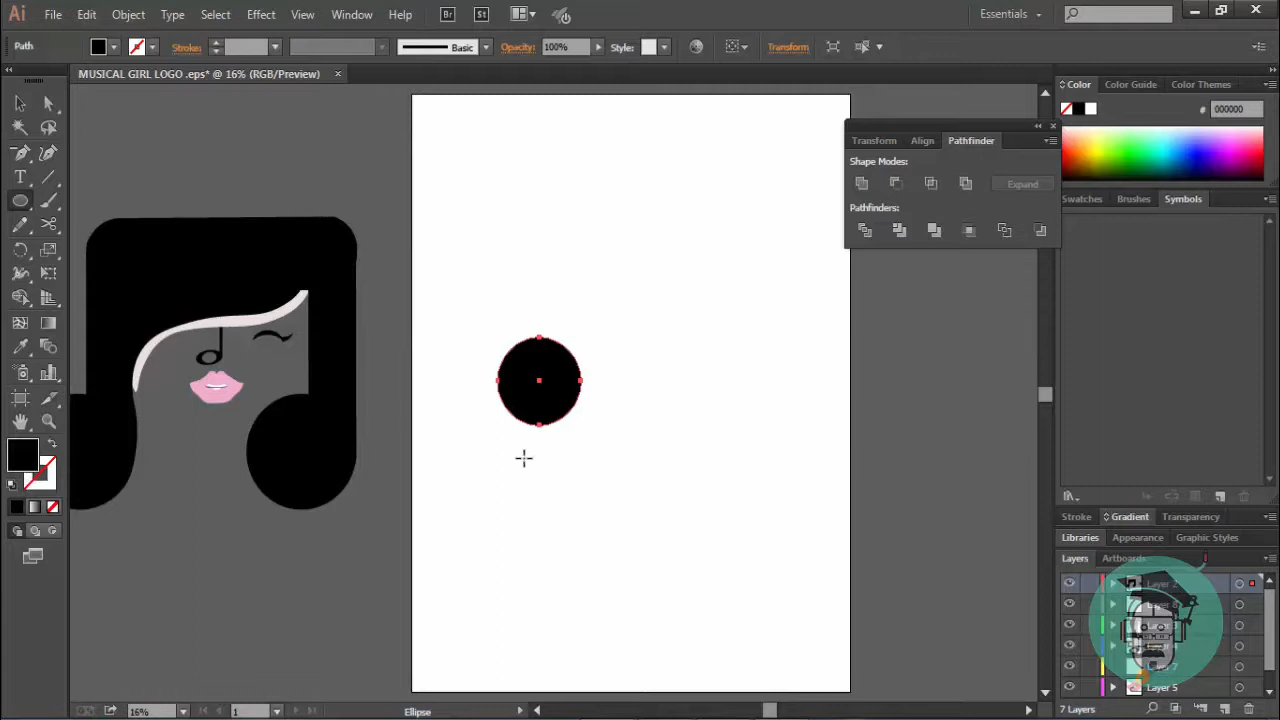 Ai File Edit Object Type Select Effect View Window Help Br St Essentials
Path Strokes: Basic Opacity: 100% Style: Transform
MUSICAL GIRL LOGO .eps* @ 16% (RGB/Preview) ×
Color Color Guide Color Themes
# 000000
Transform Align Pathfinder
Shape Modes:
Expand
Pathfinders:
Swatches Brushes Symbols
Stroke Gradient Transparency
Libraries Appearance Graphic Styles
Layers Artboards
Layer 5
7 Layers
16% 1 Ellipse